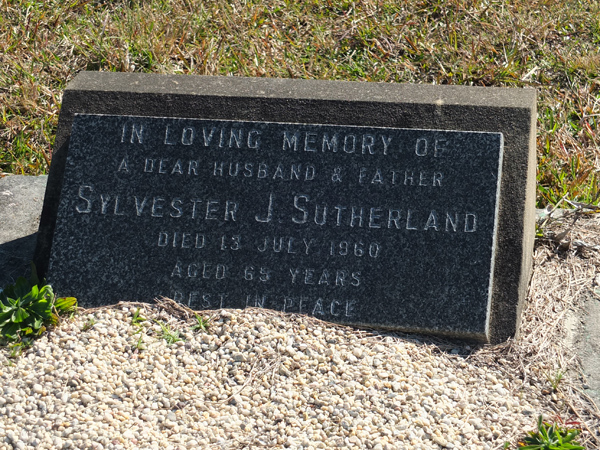 IN LOVING MEMORY OF
A DEAR HUSBAND & FATHER
SYLVESTER J. SUTHERLAND
DIED 13 JULY 1960
AGED 65 YEARS
REST IN PEACE